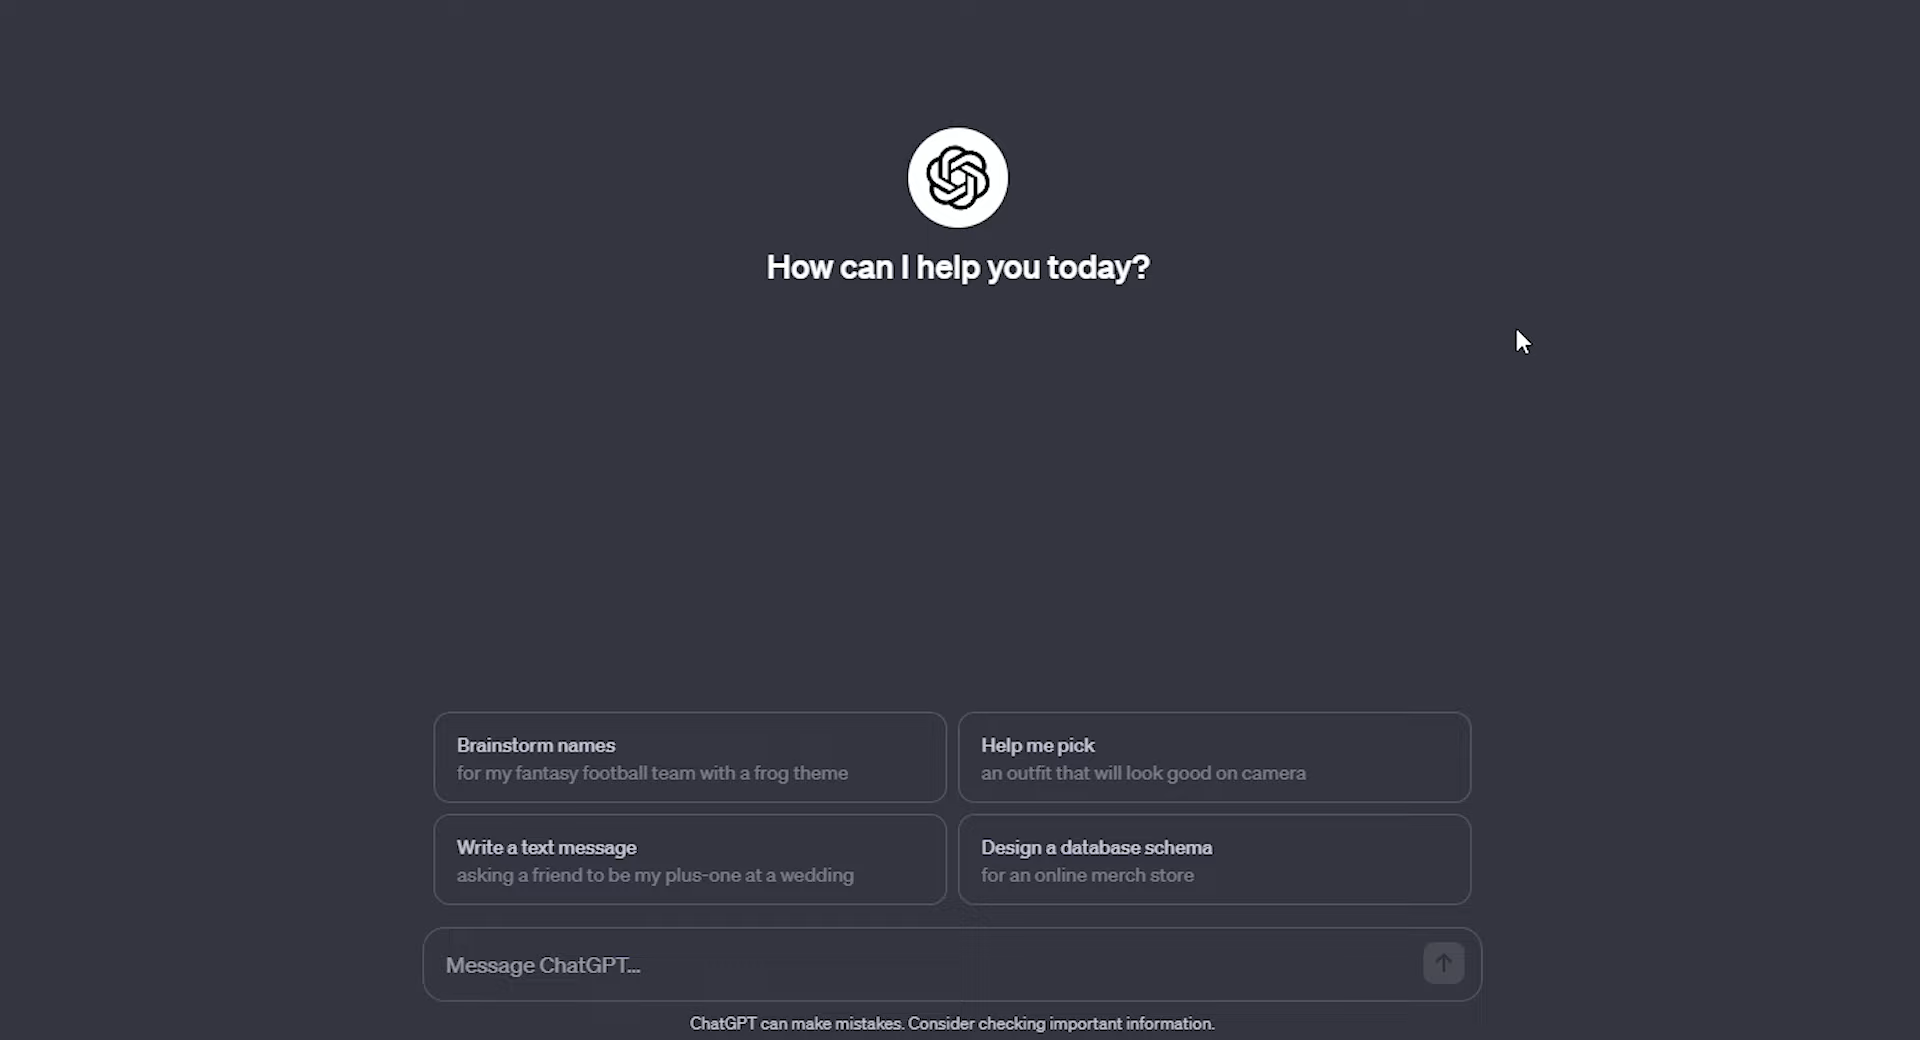 How can I help you today?
Brainstorm names
for my fantasy football team with a frog theme
Help me pick
an outfit that will look good on camera
Write a text message
asking a friend to be my plus-one at a wedding
Design a database schema
for an online merch store
Message ChatGPT...
ChatGPT can make mistakes. Consider checking important information.